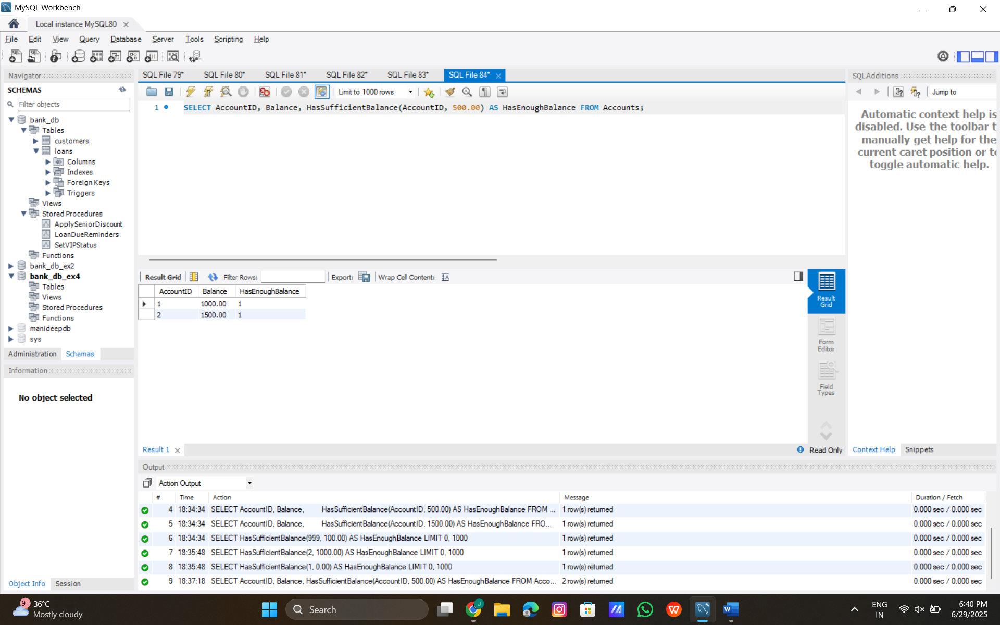 MySQL Workbench
Local instance MySQL80
File Edit View Query Database Server Tools Scripting Help
Navigator
SCHEMAS
Filter objects
bank_db
Tables
customers
loans
Columns
Indexes
Foreign Keys
Triggers
Views
Stored Procedures
ApplySeniorDiscount
LoanDueReminders
SetVIPStatus
Functions
bank_db_ex2
bank_db_ex4
Tables
Views
Stored Procedures
Functions
manideepdb
sys
Administration Schemas
Information
No object selected
Object Info Session
SQL File 79* SQL File 80* SQL File 81* SQL File 82* SQL File 83* SQL File 84*
Limit to 1000 rows
1 SELECT AccountID, Balance, HasSufficientBalance(AccountID, 500.00) AS HasEnoughBalance FROM Accounts;
Result Grid Filter Rows: Export: Wrap Cell Content:
AccountID Balance HasEnoughBalance
1 1000.00 1
2 1500.00 1
Result Grid
Form Editor
Field Types
Result 1 Read Only
SQLAdditions
Jump to
Automatic context help is
disabled. Use the toolbar t
manually get help for the
current caret position or to
toggle automatic help.
Context Help Snippets
Output
Action Output
# Time Action Message Duration / Fetch
4 18:34:34 SELECT AccountID, Balance, HasSufficientBalance(AccountID, 500.00) AS HasEnoughBalance FROM ... 1 row(s) returned 0.000 sec / 0.000 sec
5 18:34:34 SELECT AccountID, Balance, HasSufficientBalance(AccountID, 1500.00) AS HasEnoughBalance FRO... 1 row(s) returned 0.000 sec / 0.000 sec
6 18:34:34 SELECT HasSufficientBalance(999, 100.00) AS HasEnoughBalance LIMIT 0, 1000 1 row(s) returned 0.000 sec / 0.000 sec
7 18:35:48 SELECT HasSufficientBalance(2, 1000.00) AS HasEnoughBalance LIMIT 0, 1000 1 row(s) returned 0.000 sec / 0.000 sec
8 18:35:48 SELECT HasSufficientBalance(1, 0.00) AS HasEnoughBalance LIMIT 0, 1000 1 row(s) returned 0.000 sec / 0.000 sec
9 18:37:18 SELECT AccountID, Balance, HasSufficientBalance(AccountID, 500.00) AS HasEnoughBalance FROM Acco... 2 row(s) returned 0.000 sec / 0.000 sec
9+ 36°C
Mostly cloudy
Search
J
ENG
IN
6:40 PM
6/29/2025